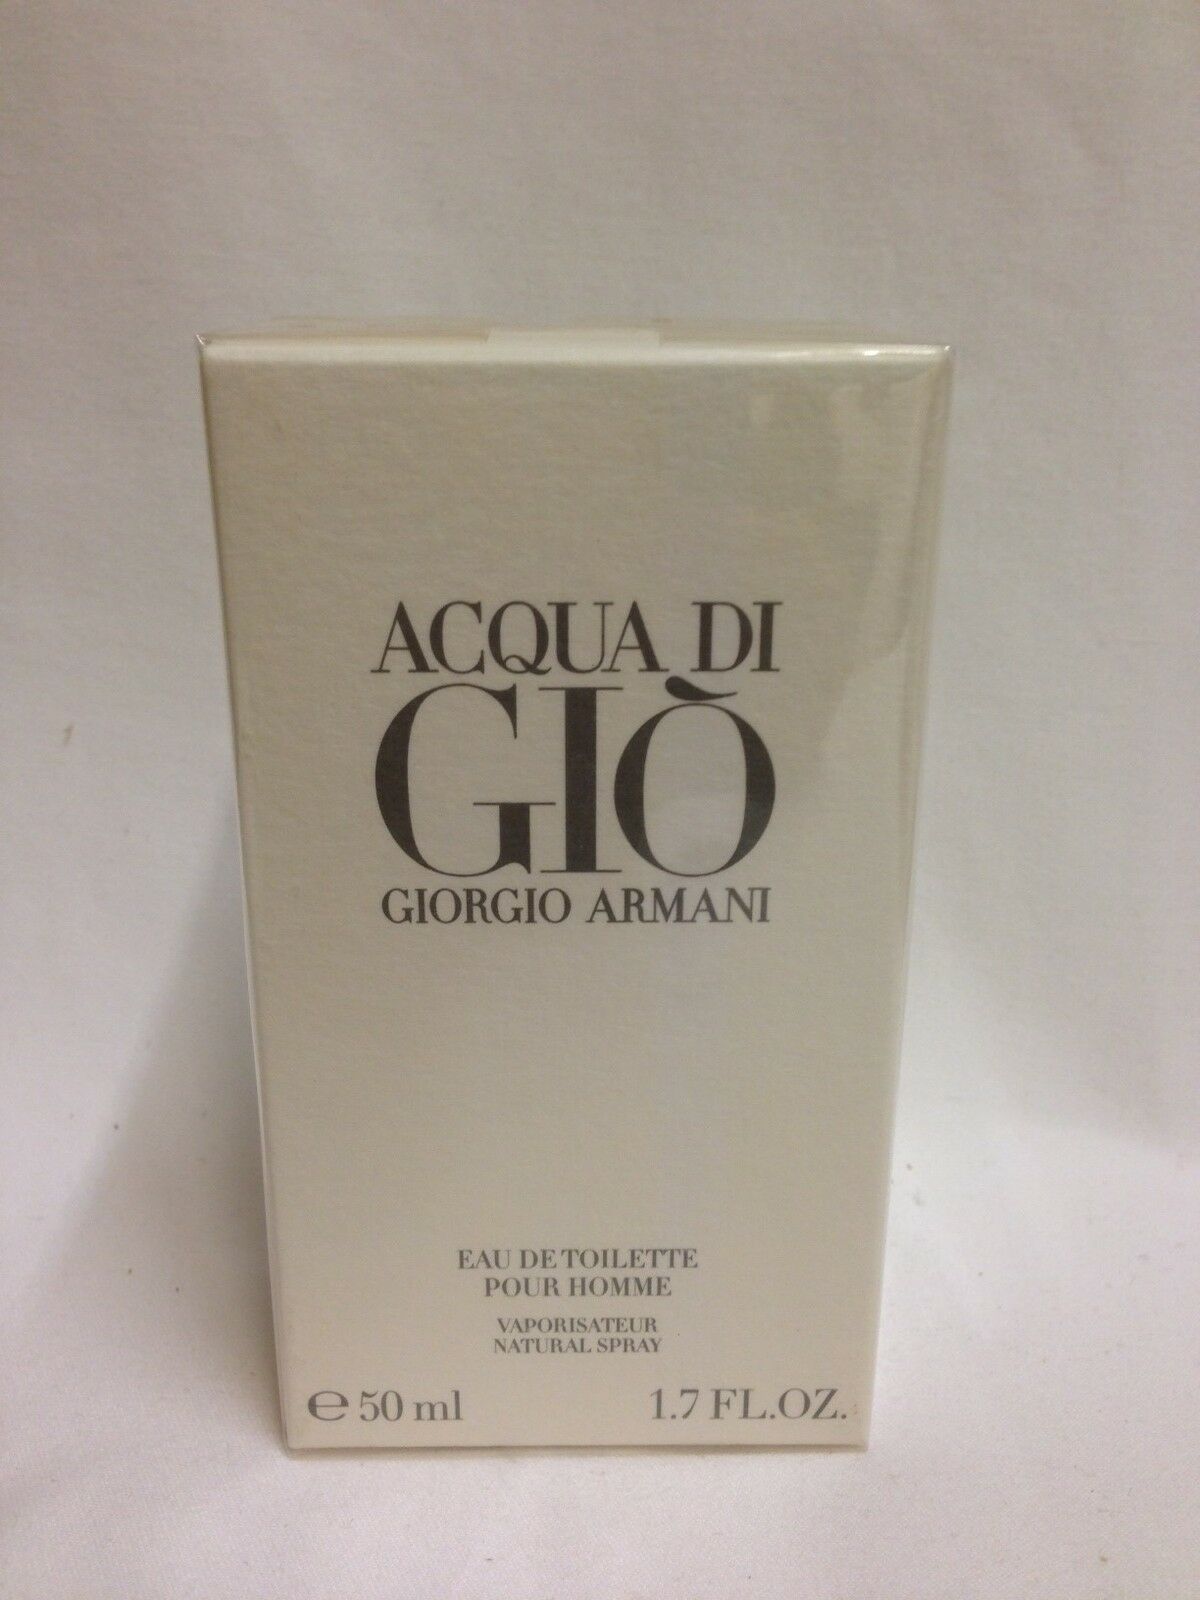 ACQUA DI
GIÒ
GIORGIO ARMANI
EAU DE TOILETTE
POUR HOMME
VAPORISATEUR
NATURAL SPRAY
℮ 50 ml 1.7 FL.OZ.